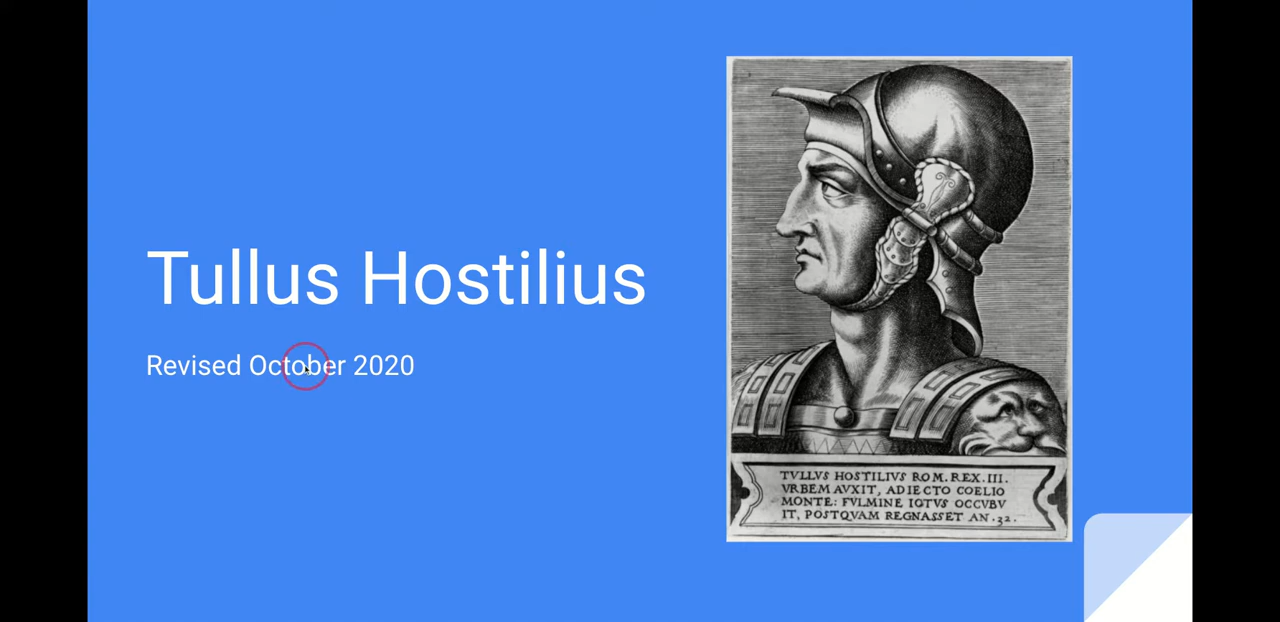 Tullus Hostilius
Revised October 2020
TVLLVS HOSTILIVS ROM. REX. III.
VRBEM AVXIT, ADIECTO COELIO
MONTE: FVLMINE IOTVS OCCVBV
IT, POSTQVAM REGNASSET AN. 32.